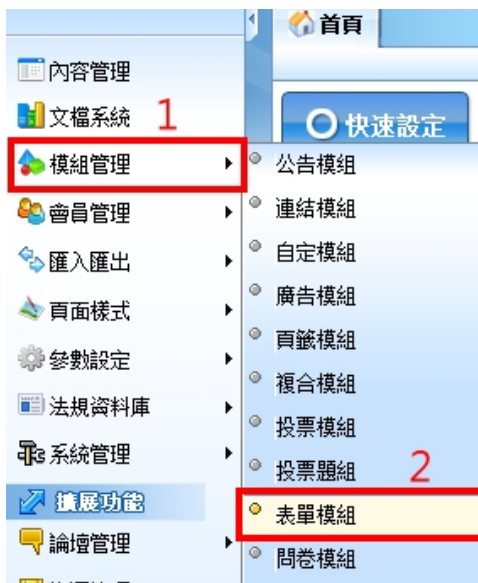 首頁
內容管理
文檔系統
1
快速設定
模組管理
會員管理
匯入匯出
頁面樣式
參數設定
法規資料庫
系統管理
擴展功能
論壇管理
公告模组
連結模組
自定模組
廣告模組
頁籤模組
複合模組
投票模組
投票題組
2
表單模組
問卷模組